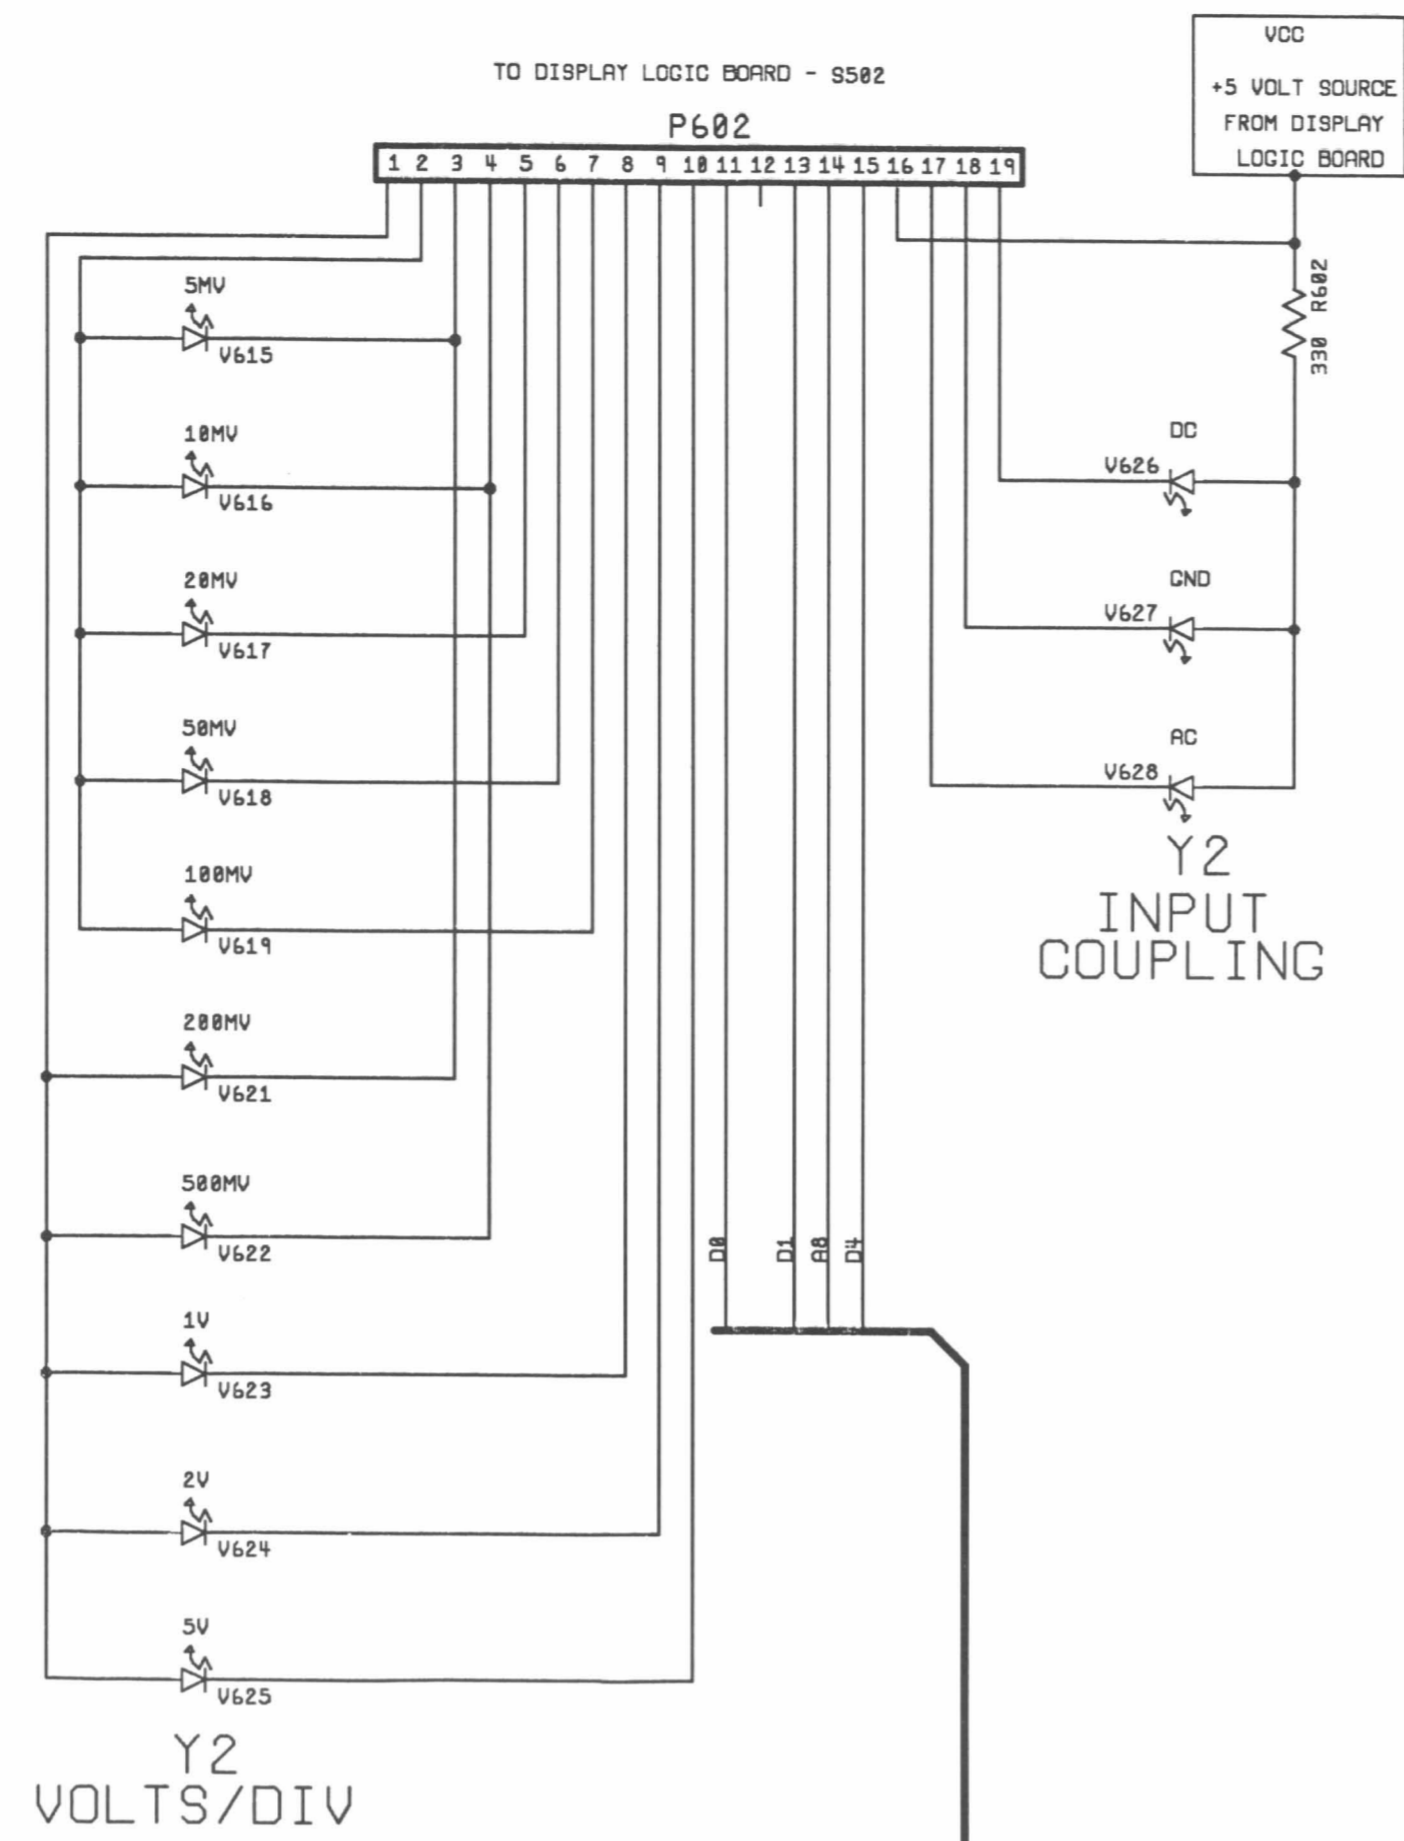 VCC
+5 VOLT SOURCE
FROM DISPLAY
LOGIC BOARD
TO DISPLAY LOGIC BOARD - S502
P602
1 2 3 4 5 6 7 8 9 10 11 12 13 14 15 16 17 18 19
R602
330
5MV
V615
10MV
V616
20MV
V617
50MV
V618
100MV
V619
200MV
V621
500MV
V622
1V
V623
2V
V624
5V
V625
Y2
VOLTS/DIV
D0
D1
A8
D4
DC
V626
GND
V627
AC
V628
Y2
INPUT
COUPLING